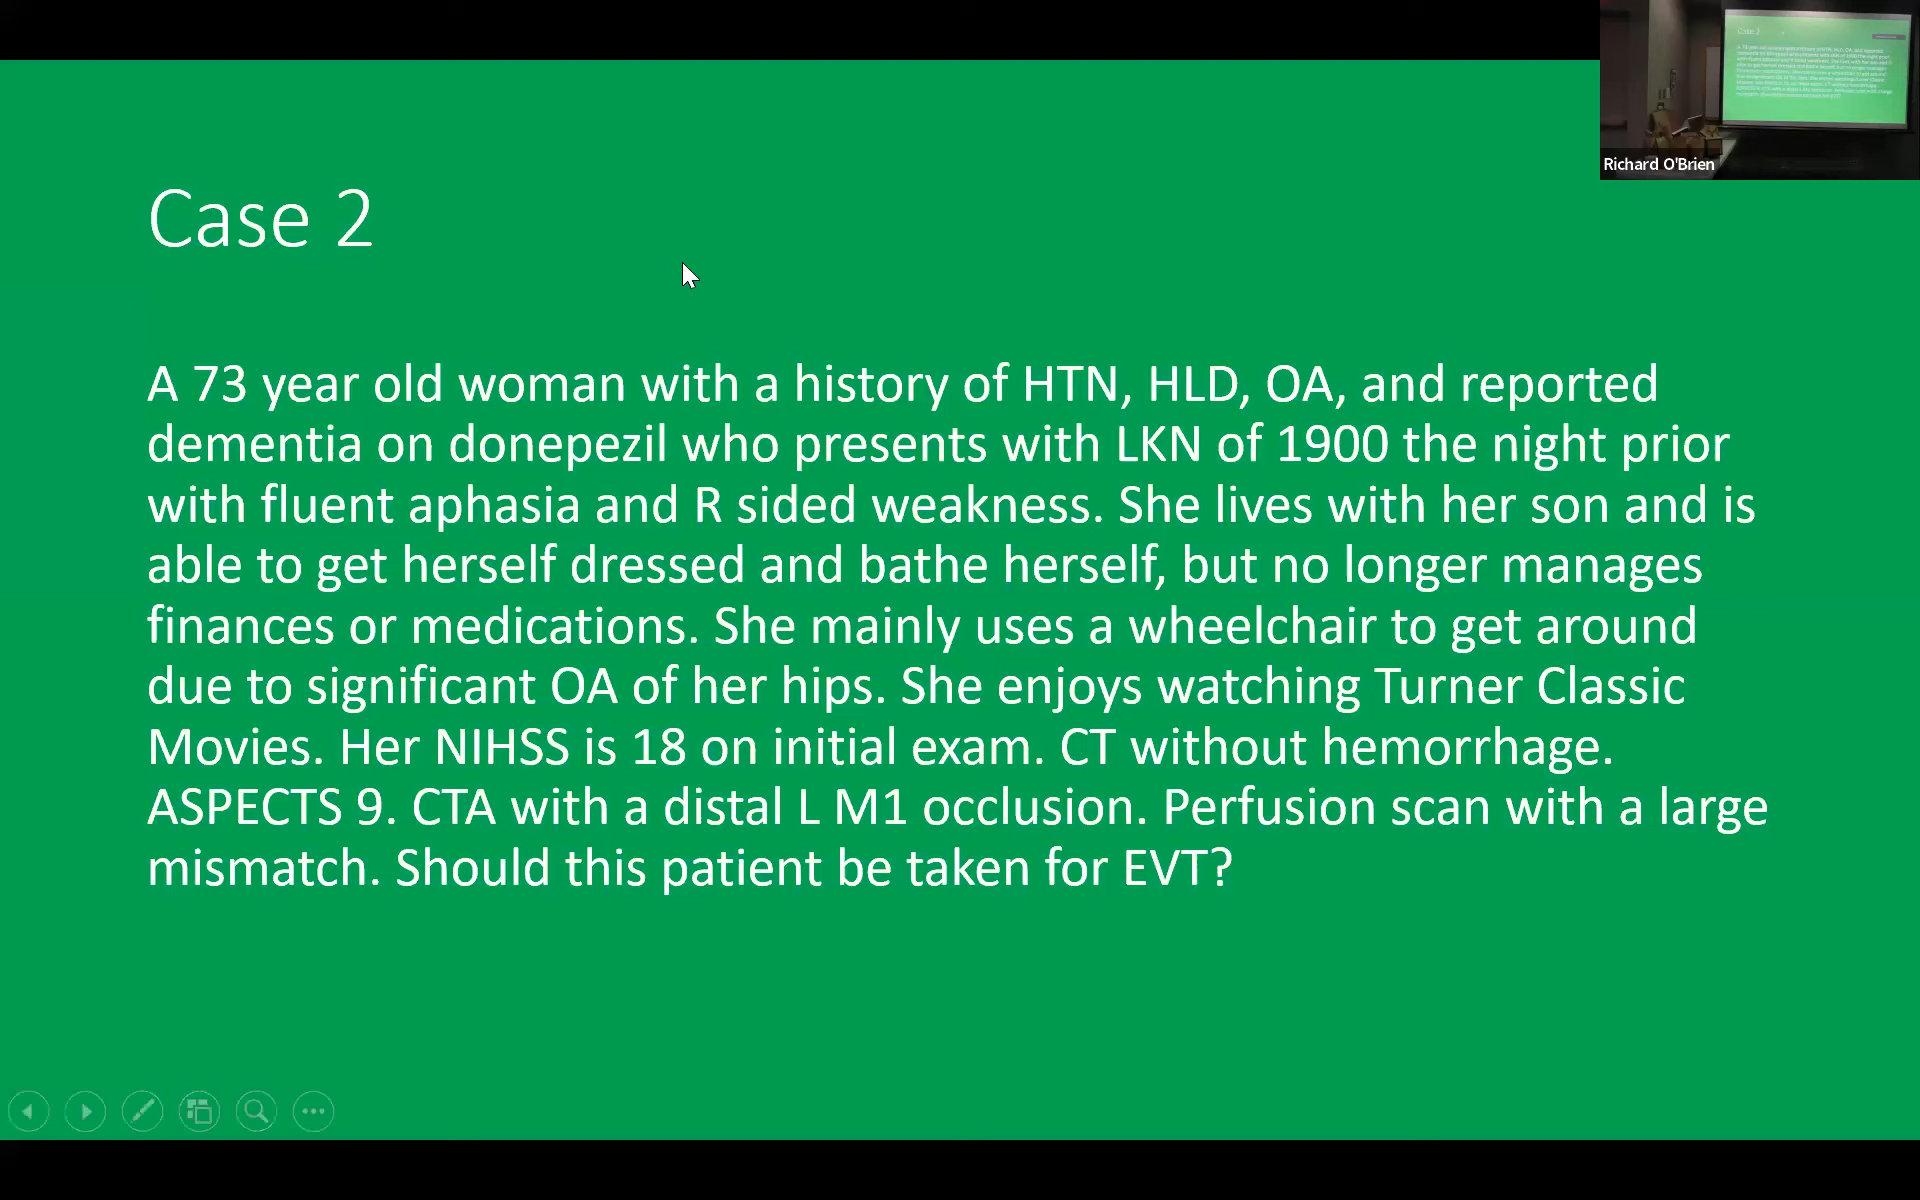 Case 2
Richard O'Brien
A 73 year old woman with a history of HTN, HLD, OA, and reported
dementia on donepezil who presents with LKN of 1900 the night prior
with fluent aphasia and R sided weakness. She lives with her son and is
able to get herself dressed and bathe herself, but no longer manages
finances or medications. She mainly uses a wheelchair to get around
due to significant OA of her hips. She enjoys watching Turner Classic
Movies. Her NIHSS is 18 on initial exam. CT without hemorrhage.
ASPECTS 9. CTA with a distal L M1 occlusion. Perfusion scan with a large
mismatch. Should this patient be taken for EVT?